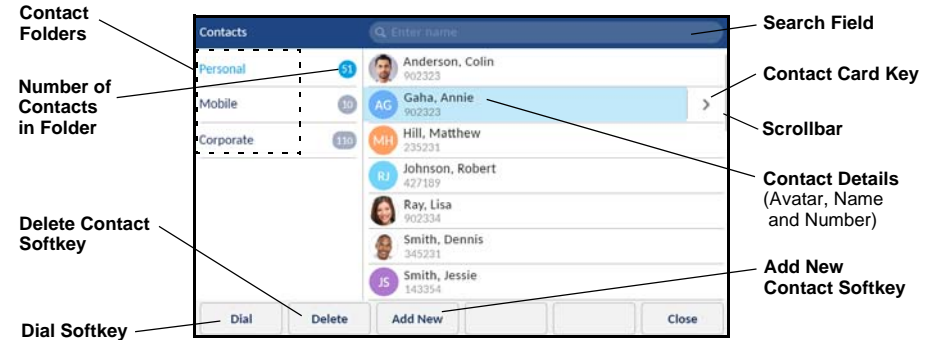 Contact
Folders
Number of
Contacts
in Folder
Delete Contact
Softkey
Dial Softkey
Contacts
Enter name
Personal
51
Mobile
10
Corporate
110
Anderson, Colin
902323
AG
Gaha, Annie
902323
MH
Hill, Matthew
235231
RJ
Johnson, Robert
427189
Ray, Lisa
902334
Smith, Dennis
345231
JS
Smith, Jessie
143354
Dial
Delete
Add New
Close
Search Field
Contact Card Key
Scrollbar
Contact Details
(Avatar, Name
and Number)
Add New
Contact Softkey